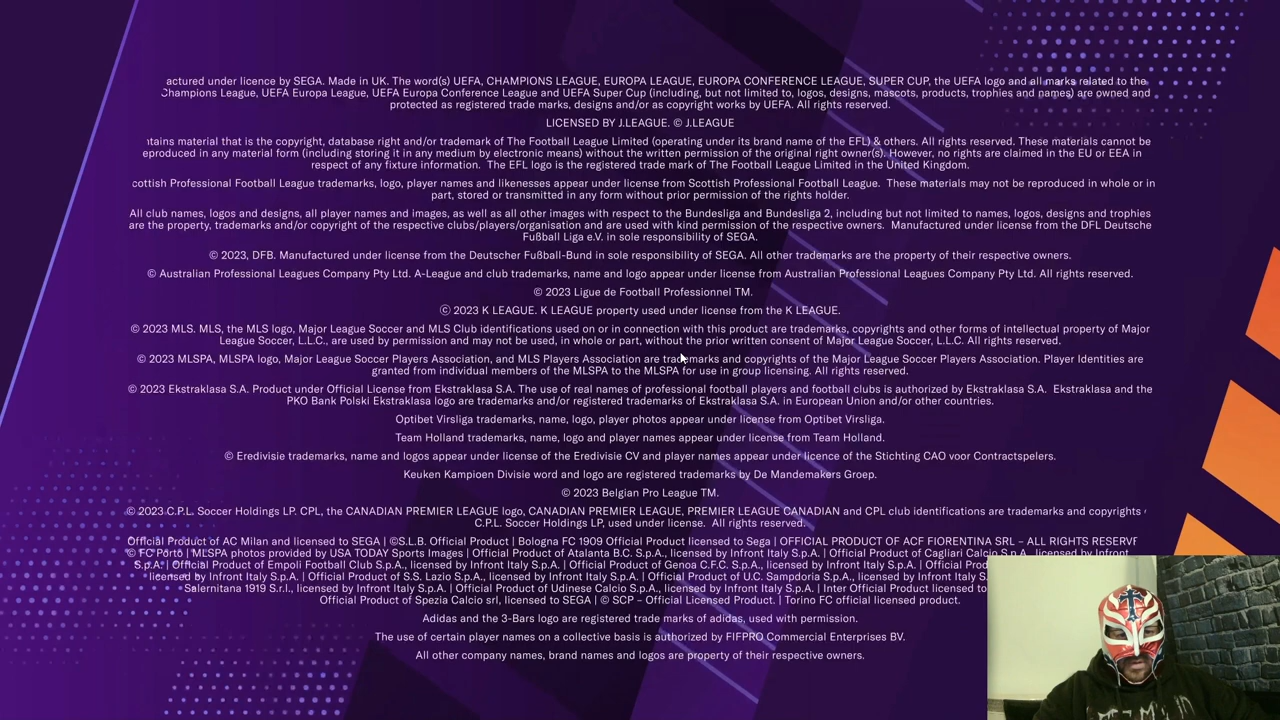 actured under licence by SEGA. Made in UK. The word(s) UEFA, CHAMPIONS LEAGUE, EUROPA LEAGUE, EUROPA CONFERENCE LEAGUE, SUPER CUP, the UEFA logo and all marks related to the
Champions League, UEFA Europa League, UEFA Europa Conference League and UEFA Super Cup (including, but not limited to, logos, designs, mascots, products, trophies and names) are owned and
protected as registered trade marks, designs and/or as copyright works by UEFA. All rights reserved.
LICENSED BY J.LEAGUE. © J.LEAGUE
ntains material that is the copyright, database right and/or trademark of The Football League Limited (operating under its brand name of the EFL) & others. All rights reserved. These materials cannot be
eproduced in any material form (including storing it in any medium by electronic means) without the written permission of the original right owner(s). However, no rights are claimed in the EU or EEA in
respect of any fixture information. The EFL logo is the registered trade mark of The Football League Limited in the United Kingdom.
cottish Professional Football League trademarks, logo, player names and likenesses appear under license from Scottish Professional Football League. These materials may not be reproduced in whole or in
part, stored or transmitted in any form without prior permission of the rights holder.
All club names, logos and designs, all player names and images, as well as all other images with respect to the Bundesliga and Bundesliga 2, including but not limited to names, logos, designs and trophies
are the property, trademarks and/or copyright of the respective clubs/players/organisation and are used with kind permission of the respective owners. Manufactured under license from the DFL Deutsche
Fußball Liga e.V. in sole responsibility of SEGA.
© 2023, DFB. Manufactured under license from the Deutscher Fußball-Bund in sole responsibility of SEGA. All other trademarks are the property of their respective owners.
© Australian Professional Leagues Company Pty Ltd. A-League and club trademarks, name and logo appear under license from Australian Professional Leagues Company Pty Ltd. All rights reserved.
© 2023 Ligue de Football Professionnel TM.
ⓒ 2023 K LEAGUE. K LEAGUE property used under license from the K LEAGUE.
© 2023 MLS. MLS, the MLS logo, Major League Soccer and MLS Club identifications used on or in connection with this product are trademarks, copyrights and other forms of intellectual property of Major
League Soccer, L.L.C., are used by permission and may not be used, in whole or part, without the prior written consent of Major League Soccer, L.L.C. All rights reserved.
© 2023 MLSPA, MLSPA logo, Major League Soccer Players Association, and MLS Players Association are trademarks and copyrights of the Major League Soccer Players Association. Player Identities are
granted from individual members of the MLSPA to the MLSPA for use in group licensing. All rights reserved.
© 2023 Ekstraklasa S.A. Product under Official License from Ekstraklasa S.A. The use of real names of professional football players and football clubs is authorized by Ekstraklasa S.A. Ekstraklasa and the
PKO Bank Polski Ekstraklasa logo are trademarks and/or registered trademarks of Ekstraklasa S.A. in European Union and/or other countries.
Optibet Virsliga trademarks, name, logo, player photos appear under license from Optibet Virsliga.
Team Holland trademarks, name, logo and player names appear under license from Team Holland.
© Eredivisie trademarks, name and logos appear under license of the Eredivisie CV and player names appear under licence of the Stichting CAO voor Contractspelers.
Keuken Kampioen Divisie word and logo are registered trademarks by De Mandemakers Groep.
© 2023 Belgian Pro League TM.
© 2023 C.P.L. Soccer Holdings LP. CPL, the CANADIAN PREMIER LEAGUE logo, CANADIAN PREMIER LEAGUE, PREMIER LEAGUE CANADIAN and CPL club identifications are trademarks and copyrights
C.P.L. Soccer Holdings LP, used under license. All rights reserved.
Official Product of AC Milan and licensed to SEGA | ©S.L.B. Official Product | Bologna FC 1909 Official Product licensed to Sega | OFFICIAL PRODUCT OF ACF FIORENTINA SRL – ALL RIGHTS RESERVE
© FC Porto | MLSPA photos provided by USA TODAY Sports Images | Official Product of Atalanta B.C. S.p.A., licensed by Infront Italy S.p.A. | Official Product of Cagliari Calcio S.p.A., licensed by Infront
S.p.A. | Official Product of Empoli Football Club S.p.A., licensed by Infront Italy S.p.A. | Official Product of Genoa C.F.C. S.p.A., licensed by Infront Italy S.p.A. | Official Prod
licensed by Infront Italy S.p.A. | Official Product of S.S. Lazio S.p.A., licensed by Infront Italy S.p.A. | Official Product of U.C. Sampdoria S.p.A., licensed by Infront Italy S.p.A.
Salernitana 1919 S.r.l., licensed by Infront Italy S.p.A. | Official Product of Udinese Calcio S.p.A., licensed by Infront Italy S.p.A. | Inter Official Product licensed to
Official Product of Spezia Calcio srl, licensed to SEGA | © SCP – Official Licensed Product. | Torino FC official licensed product.
Adidas and the 3-Bars logo are registered trade marks of adidas, used with permission.
The use of certain player names on a collective basis is authorized by FIFPRO Commercial Enterprises BV.
All other company names, brand names and logos are property of their respective owners.